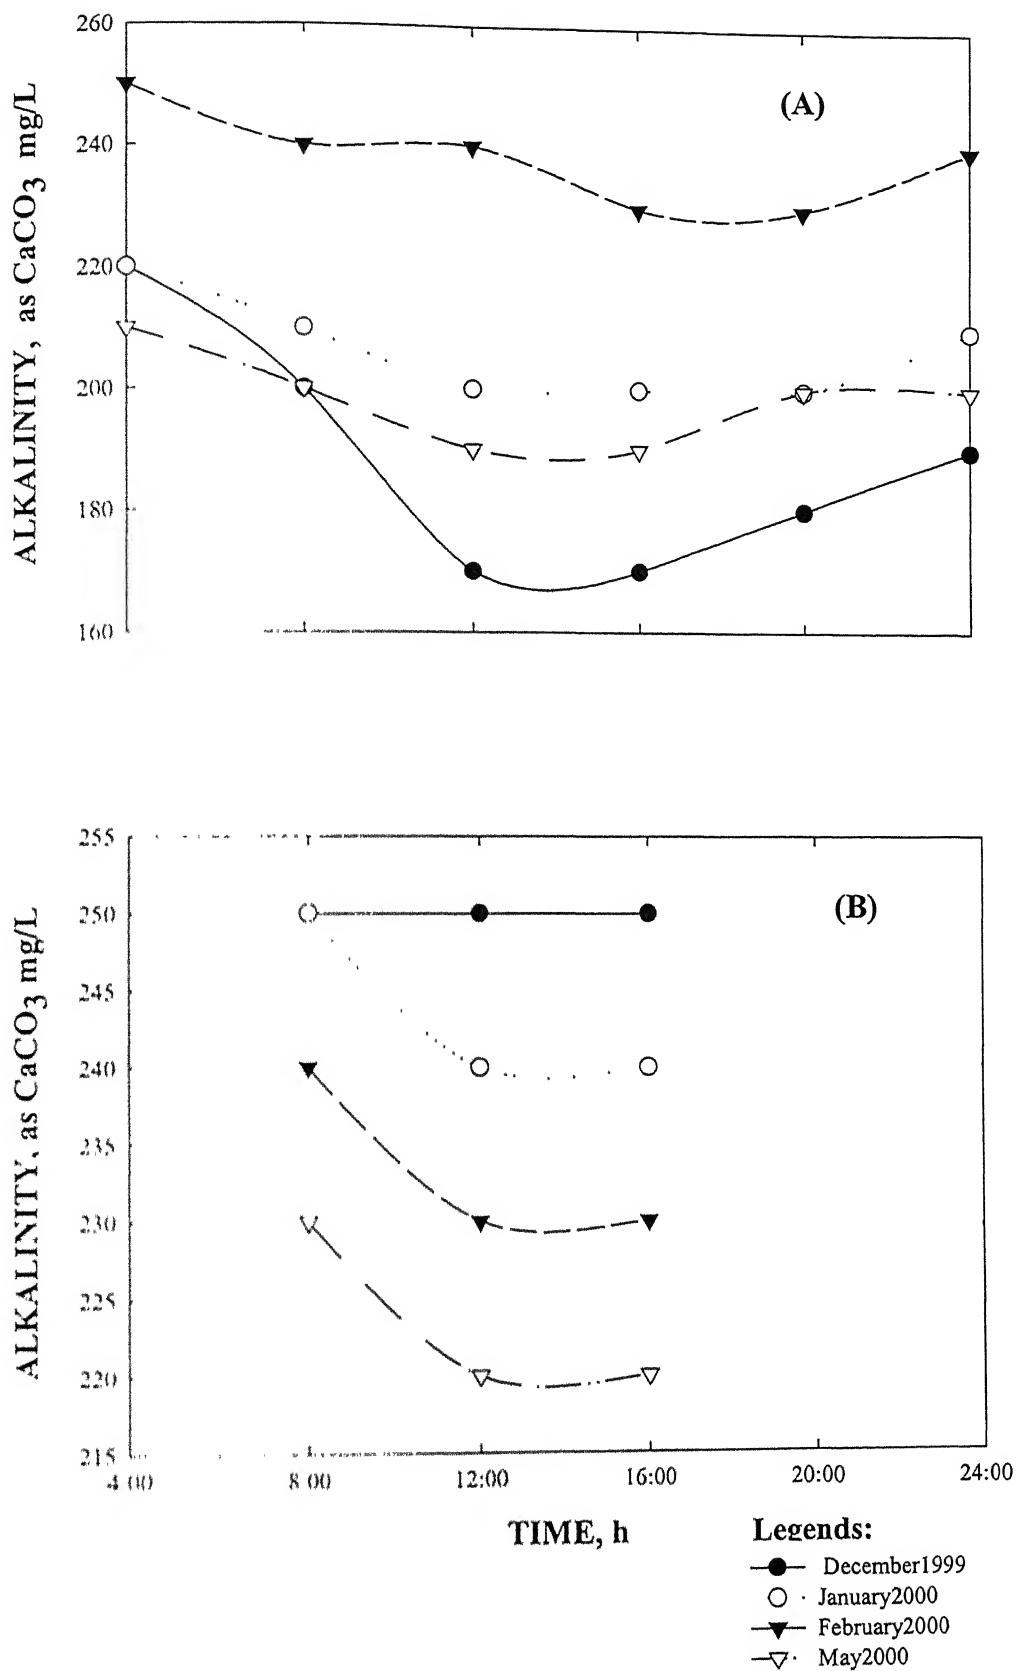 260
(A)
240
220
200
180
160
ALKALINITY, as CaCO3 mg/L
255
(B)
250
245
240
235
230
225
220
215
ALKALINITY, as CaCO3 mg/L
4:00 8:00 12:00 16:00 20:00 24:00
TIME, h
Legends:
December1999
January2000
February2000
May2000